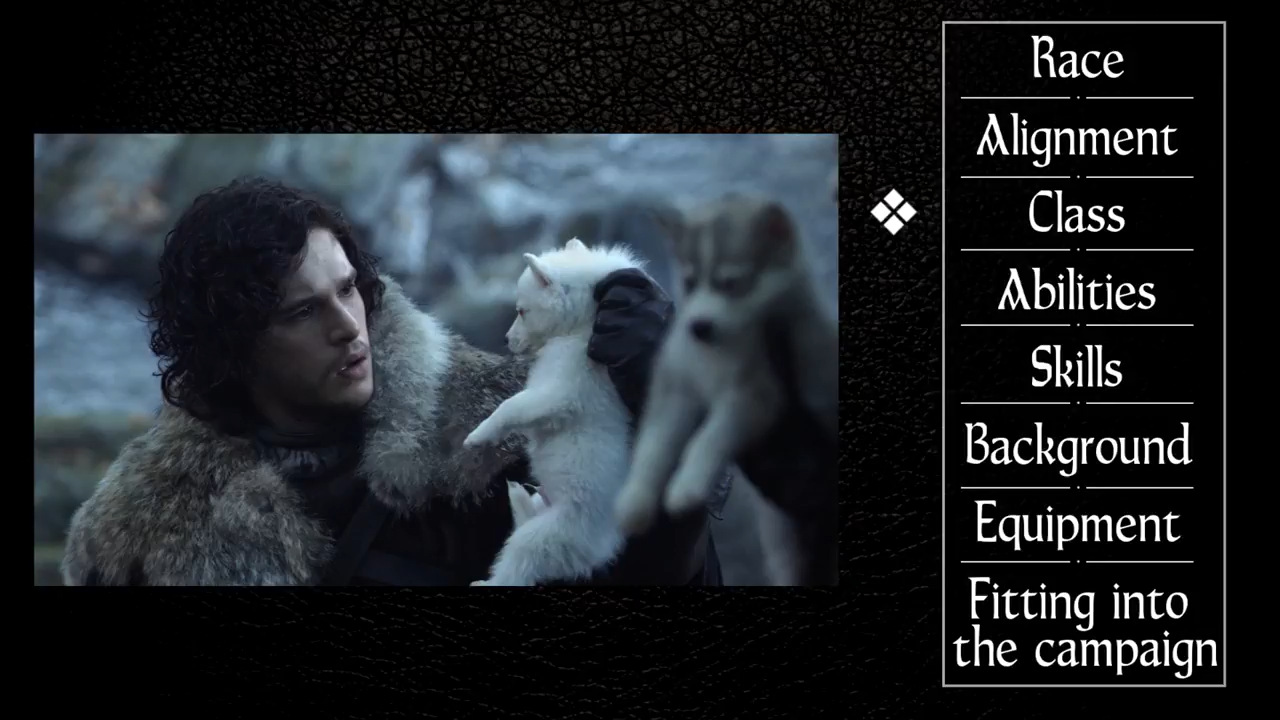 Race
Alignment
Class
Abilities
Skills
Background
Equipment
Fitting into
the campaign